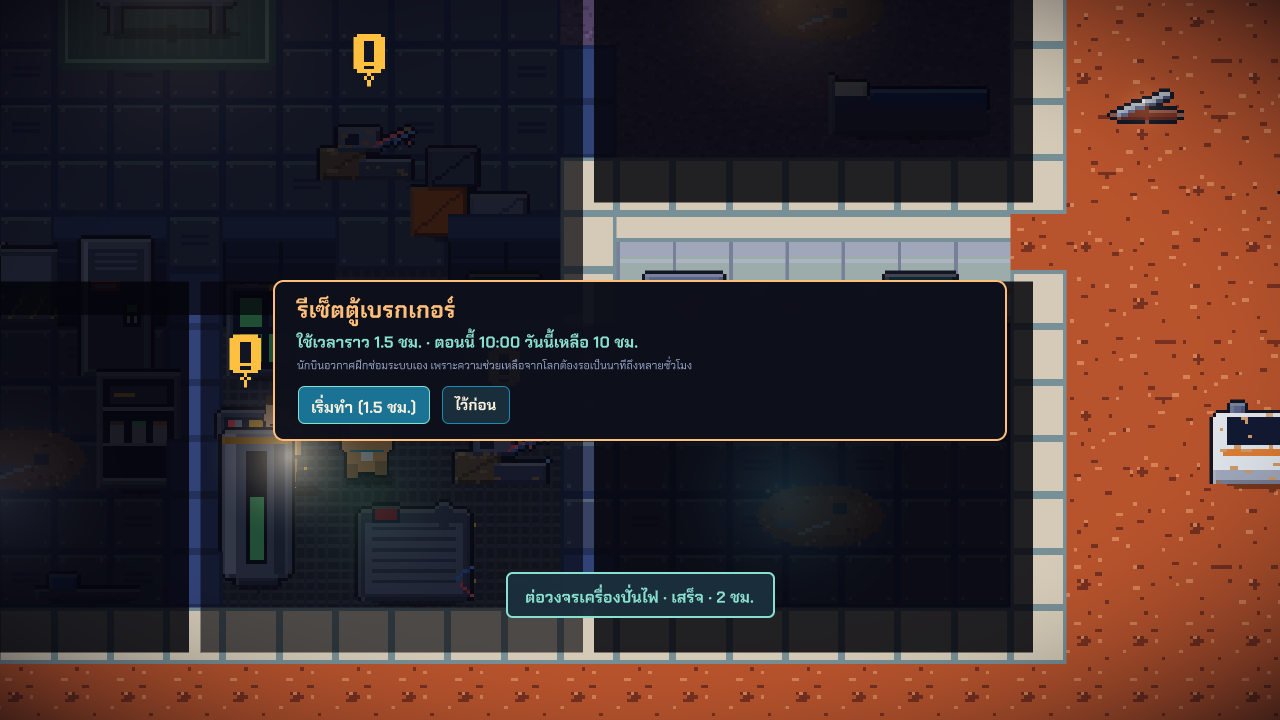 รีเซ็ตตู้เบรกเกอร์
ใช้เวลาราว 1.5 ชม. · ตอนนี้ 10:00 วันนี้เหลือ 10 ชม.
นักบินอวกาศฝึกซ่อมระบบเอง เพราะความช่วยเหลือจากโลกต้องรอเป็นนาทีถึงหลายชั่วโมง
เริ่มทำ (1.5 ชม.)
ไว้ก่อน
ต่อวงจรเครื่องปั่นไฟ · เสร็จ · 2 ชม.